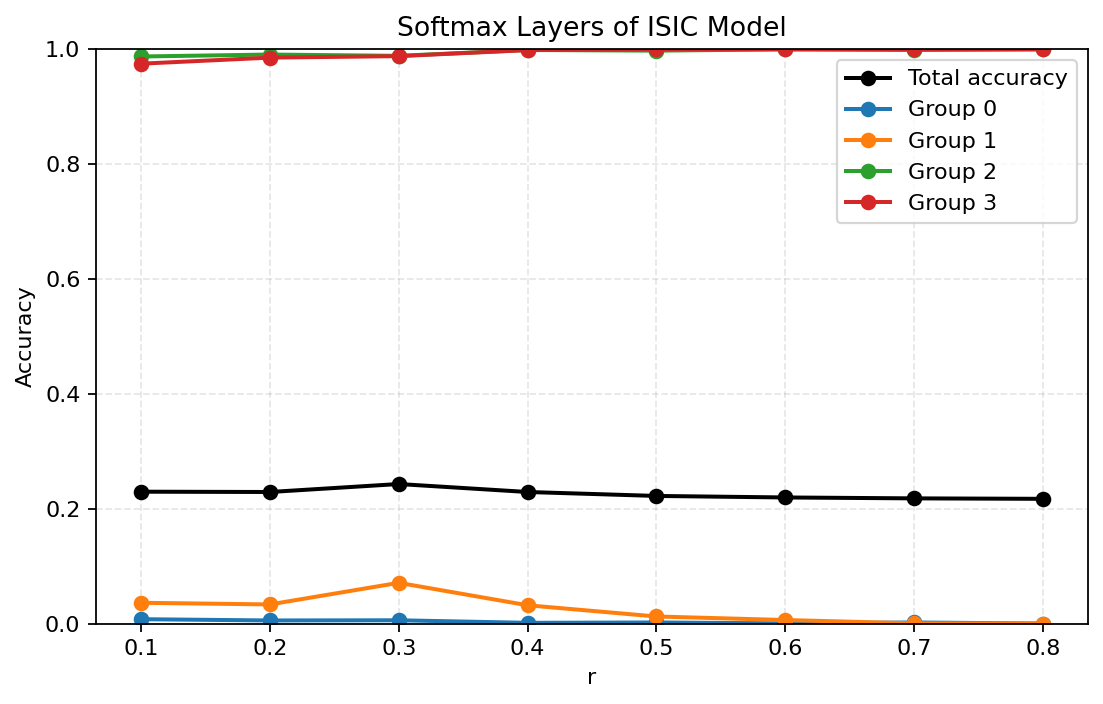 Softmax Layers of ISIC Model
1.0
0.8
0.6
0.4
0.2
0.0
Accuracy
Total accuracy
Group 0
Group 1
Group 2
Group 3
0.1 0.2 0.3 0.4 0.5 0.6 0.7 0.8
r